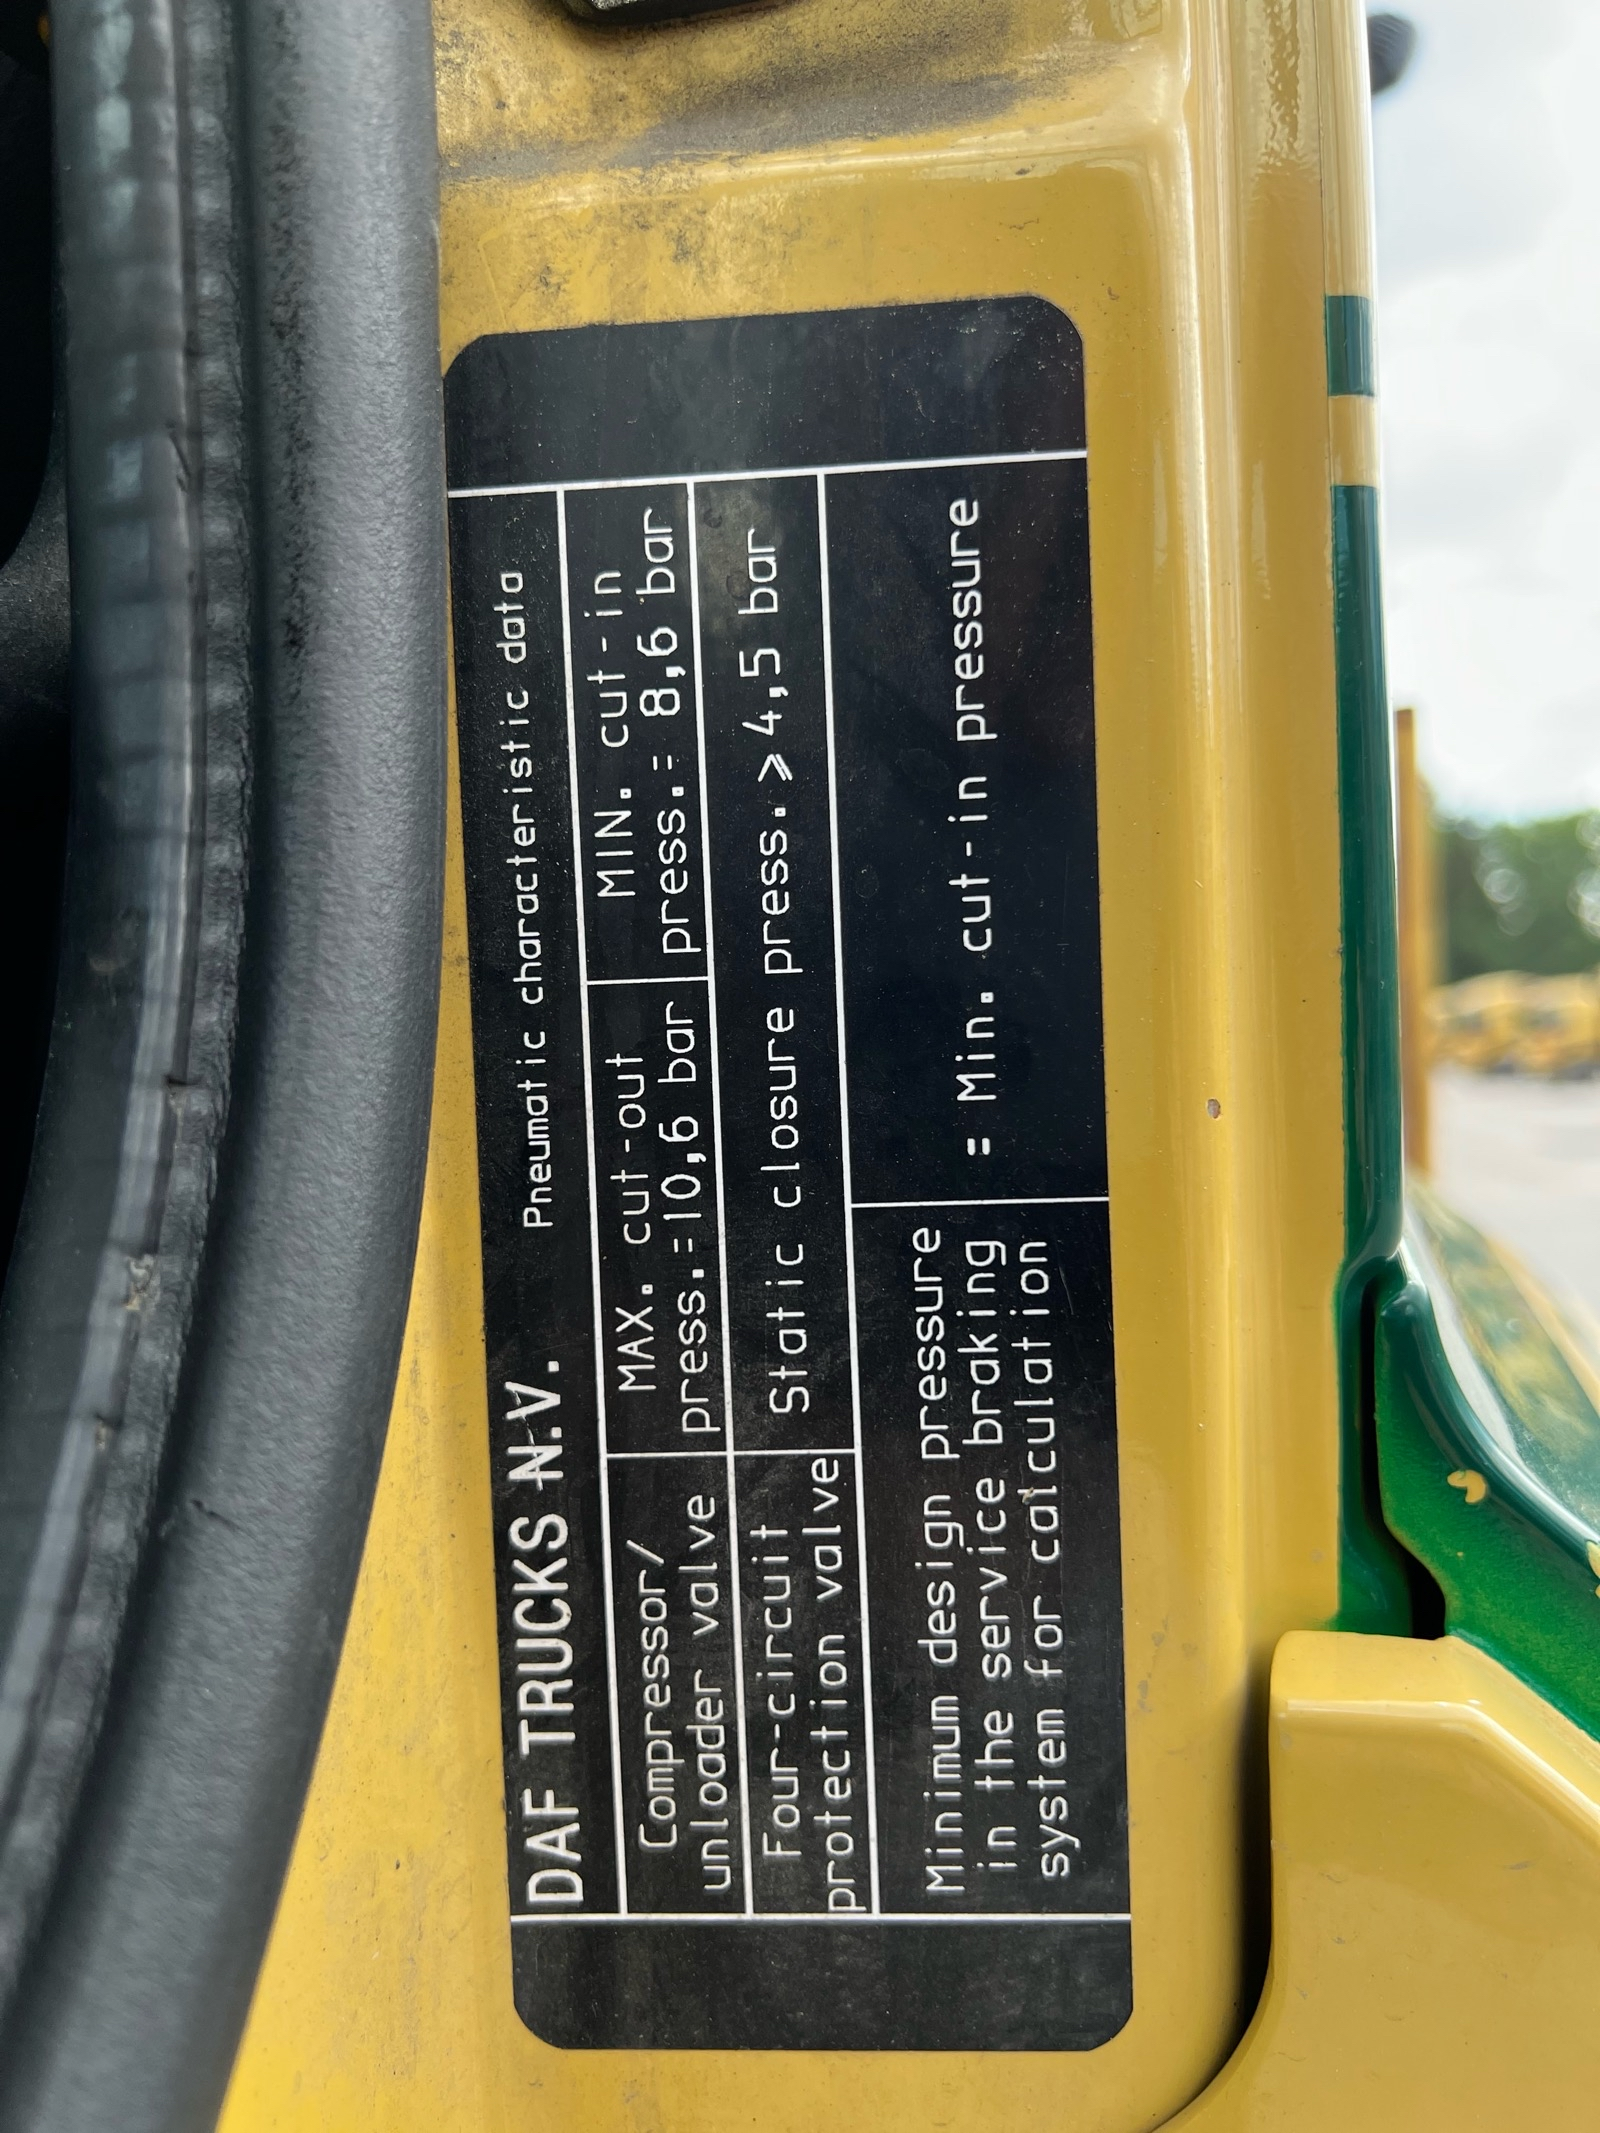 DAF TRUCKS N.V. Pneumatic characteristic data
Compressor/
unloader valve
MAX. cut-out
press.=10,6 bar
MIN. cut-in
press.= 8,6 bar
Four-circuit
protection valve
Static closure press.⩾4,5 bar
Minimum design pressure
in the service braking
system for calculation
= Min. cut-in pressure